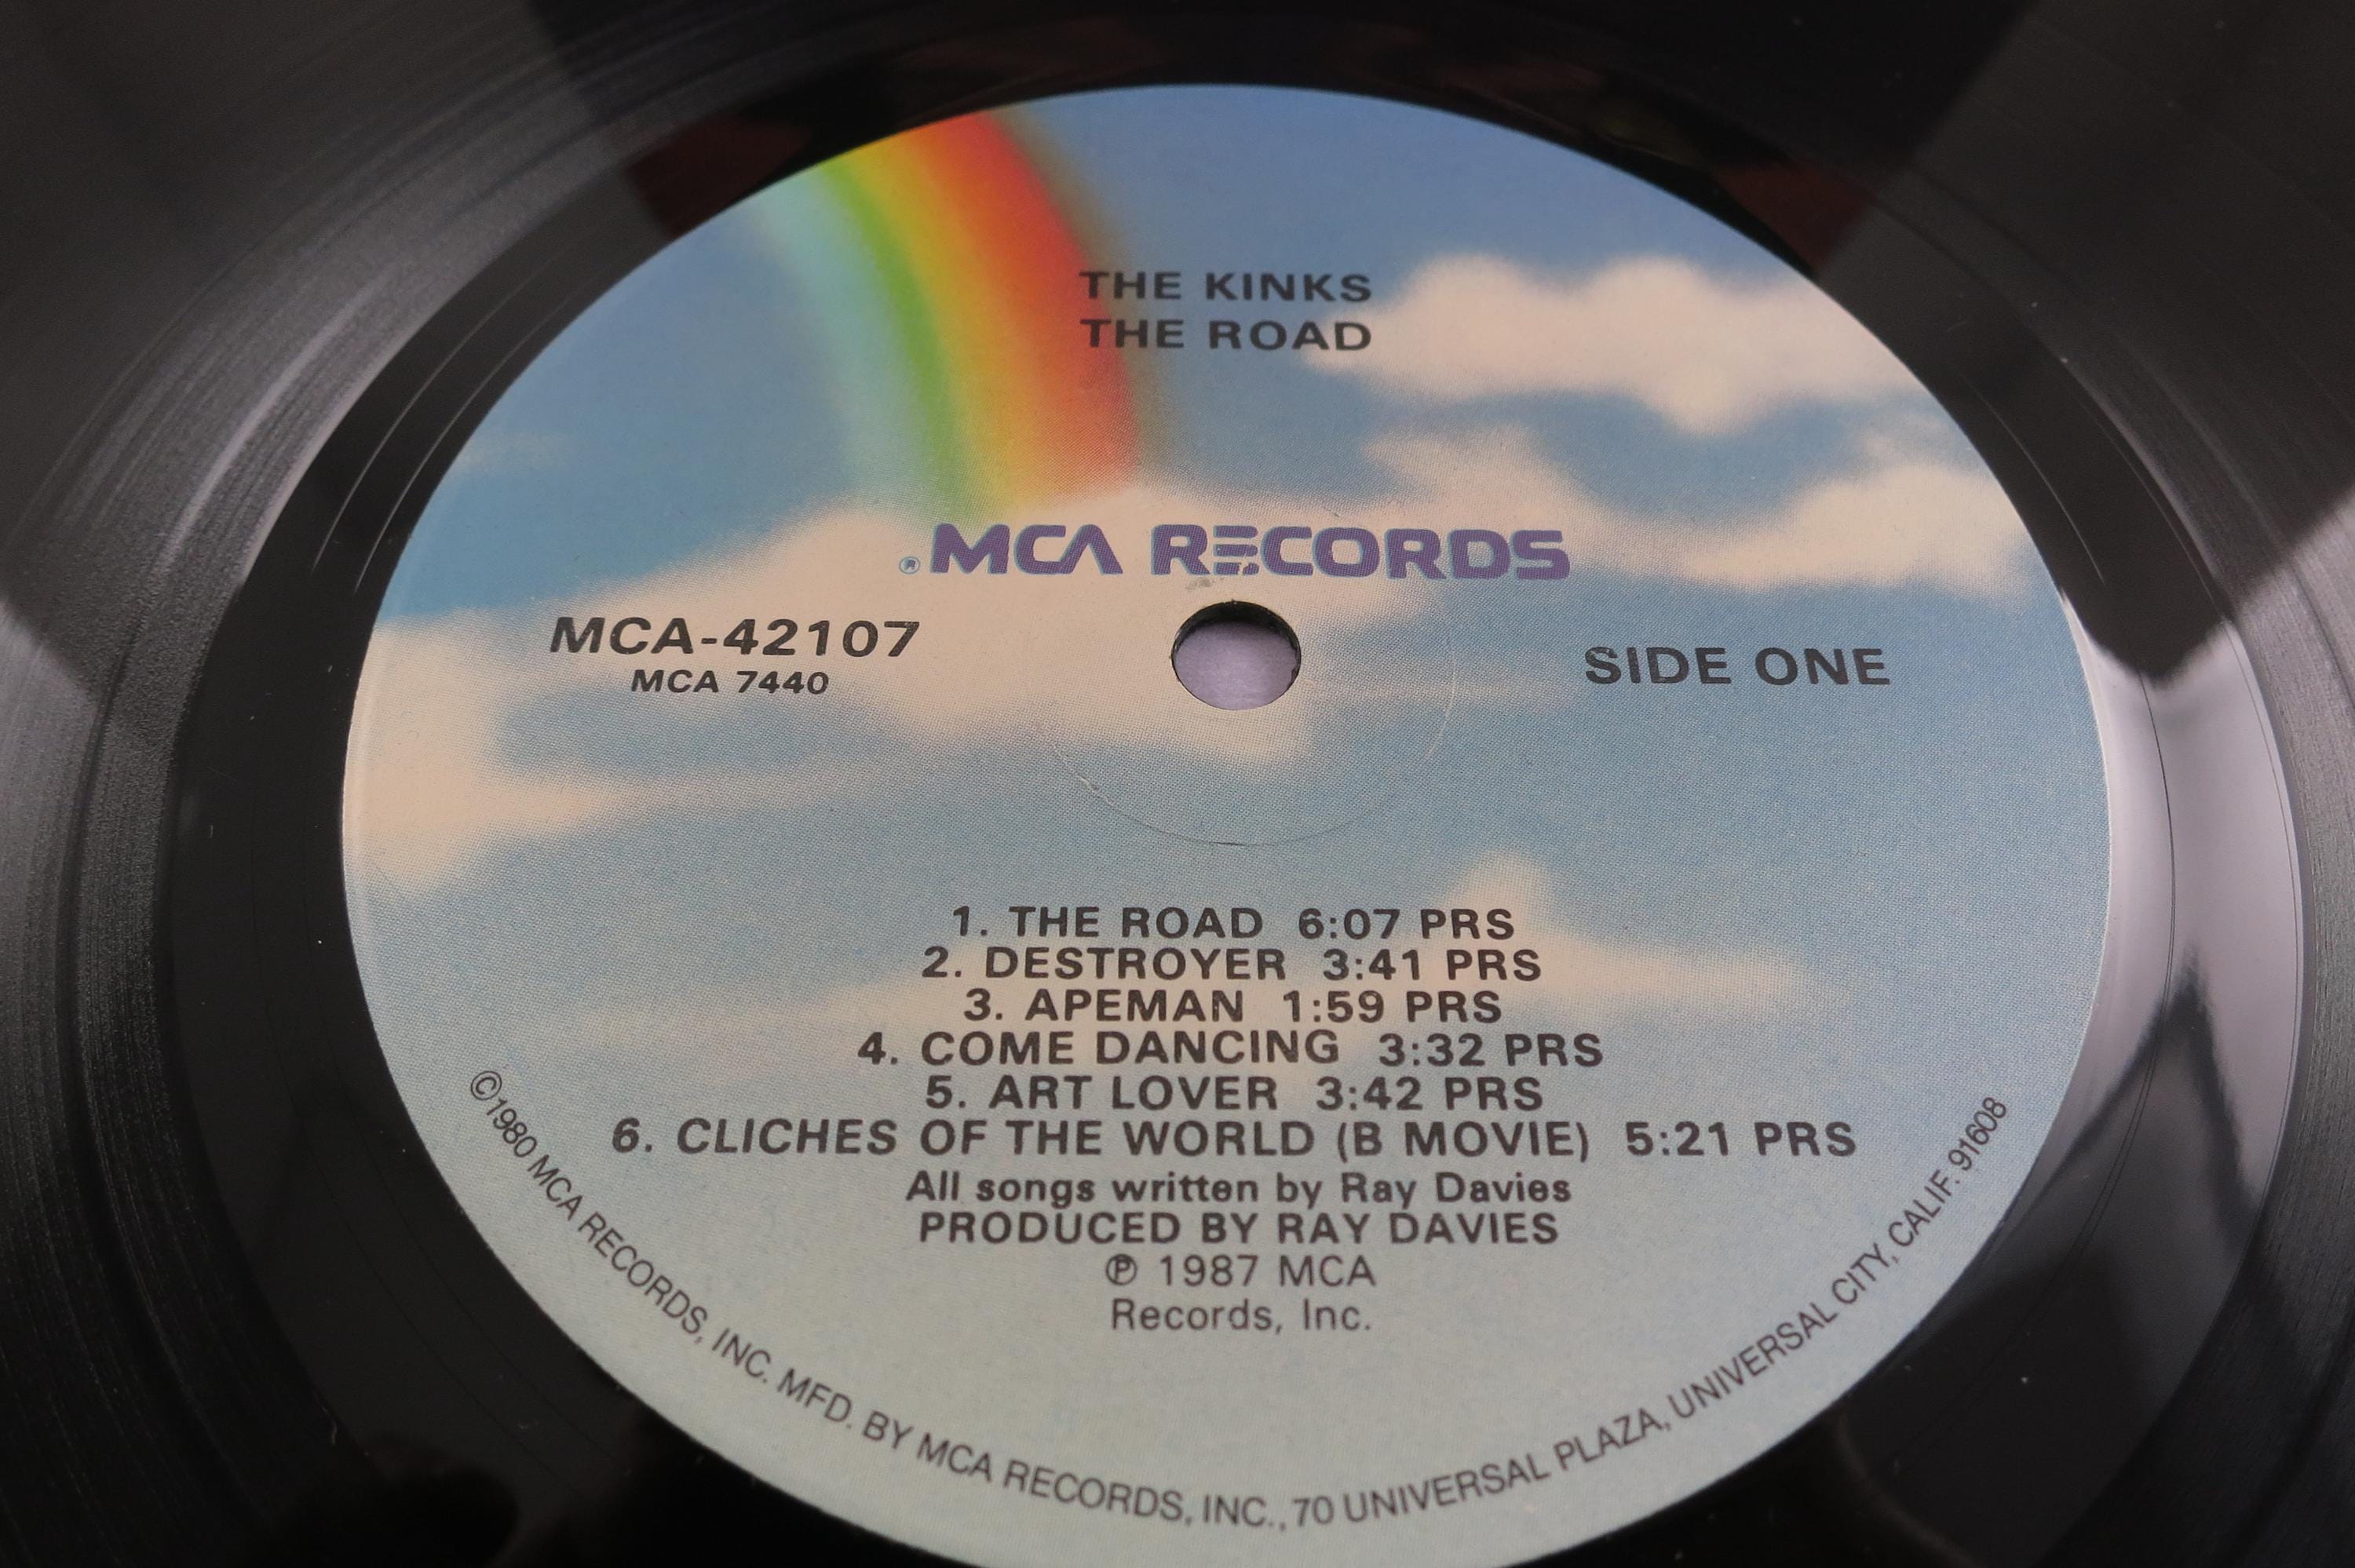 THE KINKS
THE ROAD
® MCA RECORDS
MCA-42107
MCA 7440
SIDE ONE
1. THE ROAD 6:07 PRS
2. DESTROYER 3:41 PRS
3. APEMAN 1:59 PRS
4. COME DANCING 3:32 PRS
5. ART LOVER 3:42 PRS
6. CLICHES OF THE WORLD (B MOVIE) 5:21 PRS
All songs written by Ray Davies
PRODUCED BY RAY DAVIES
℗ 1987 MCA
Records, Inc.
©1980 MCA RECORDS, INC. MFD. BY MCA RECORDS, INC., 70 UNIVERSAL PLAZA, UNIVERSAL CITY, CALIF. 91608